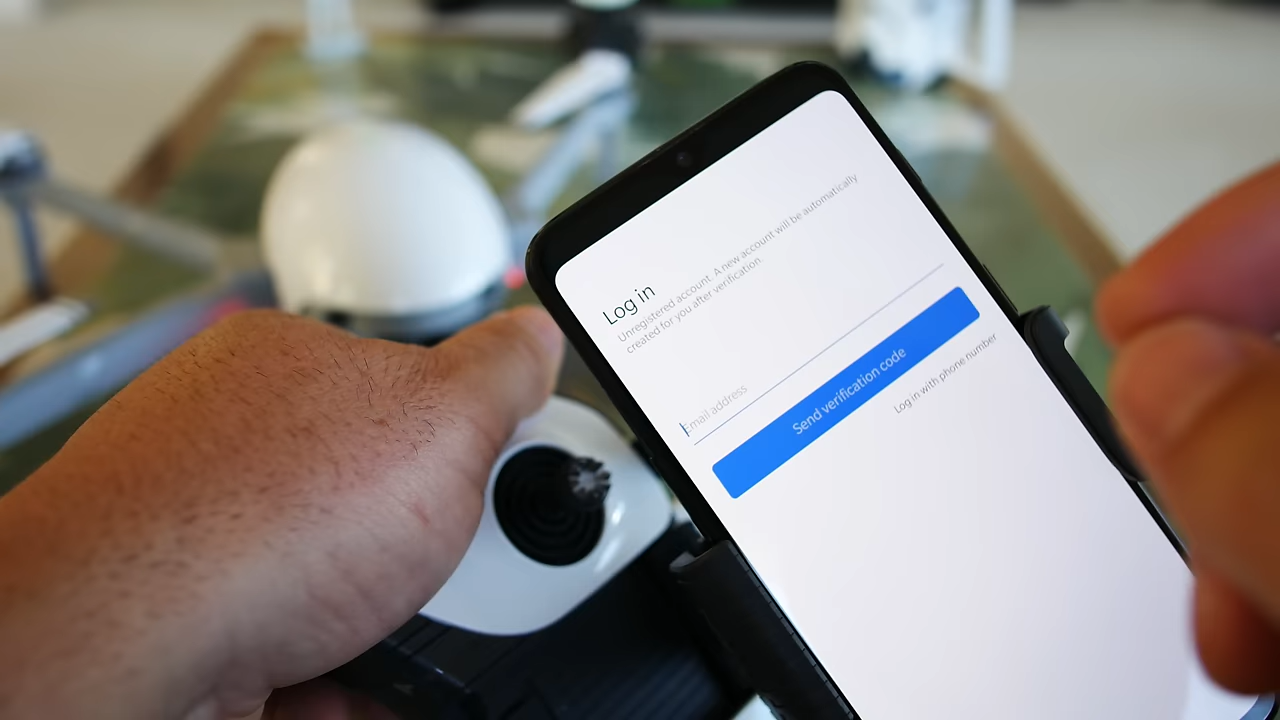 Log in
Unregistered account. A new account will be automatically
created for you after verification.
Email address
Send verification code
Log in with phone number